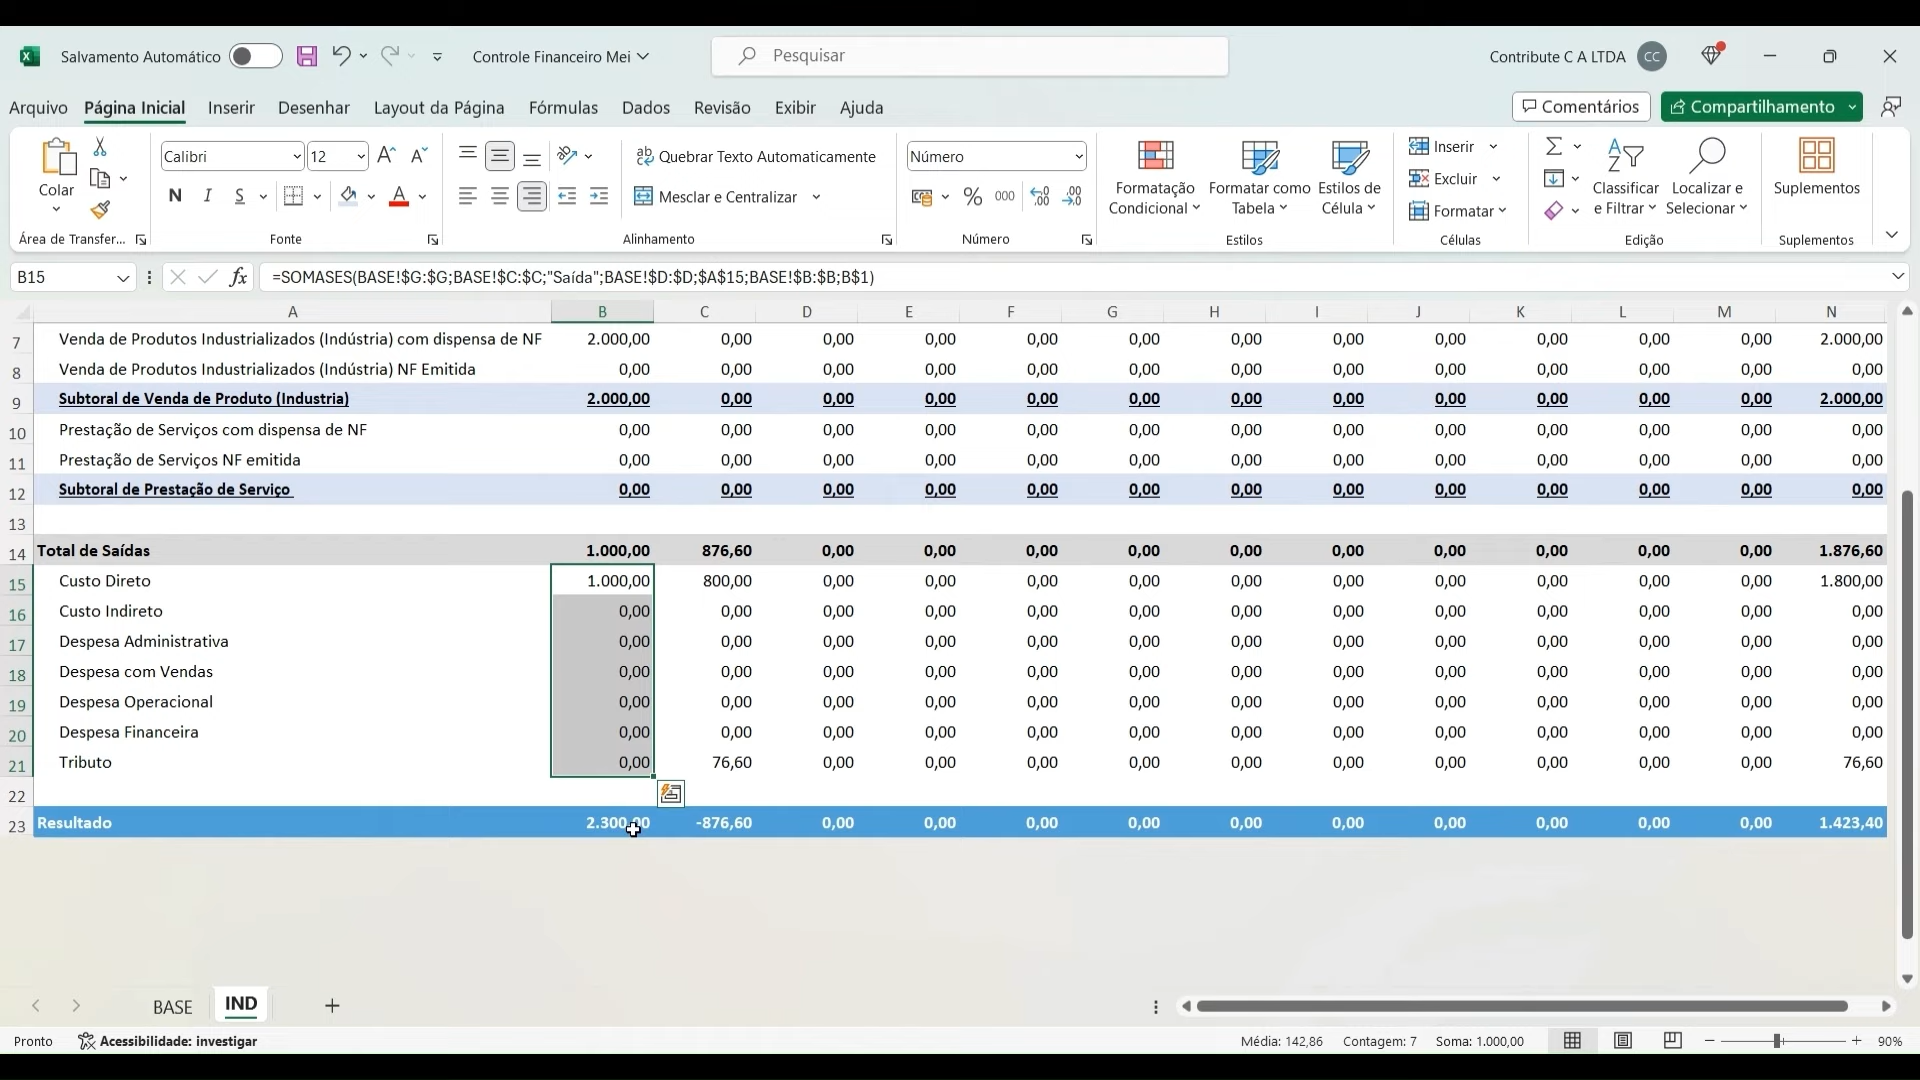 Salvamento Automático
Controle Financeiro Mei
Pesquisar
Contribute C A LTDA
CC
Arquivo Página Inicial Inserir Desenhar Layout da Página Fórmulas Dados Revisão Exibir Ajuda
Comentários
Compartilhamento
Colar
Área de Transfer...
Calibri
12
N I S
Fonte
Quebrar Texto Automaticamente
Mesclar e Centralizar
Alinhamento
Número
% 000
Número
Formatação Condicional
Formatar como Tabela
Estilos de Célula
Estilos
Inserir
Excluir
Formatar
Células
Classificar e Filtrar
Localizar e Selecionar
Edição
Suplementos
Suplementos
B15
fx
=SOMASES(BASE!$G:$G;BASE!$C:$C;"Saída";BASE!$D:$D;$A$15;BASE!$B:$B;B$1)
A B C D E F G H I J K L M N
7 Venda de Produtos Industrializados (Indústria) com dispensa de NF 2.000,00 0,00 0,00 0,00 0,00 0,00 0,00 0,00 0,00 0,00 0,00 0,00 2.000,00
8 Venda de Produtos Industrializados (Indústria) NF Emitida 0,00 0,00 0,00 0,00 0,00 0,00 0,00 0,00 0,00 0,00 0,00 0,00 0,00
9 Subtoral de Venda de Produto (Industria) 2.000,00 0,00 0,00 0,00 0,00 0,00 0,00 0,00 0,00 0,00 0,00 0,00 2.000,00
10 Prestação de Serviços com dispensa de NF 0,00 0,00 0,00 0,00 0,00 0,00 0,00 0,00 0,00 0,00 0,00 0,00 0,00
11 Prestação de Serviços NF emitida 0,00 0,00 0,00 0,00 0,00 0,00 0,00 0,00 0,00 0,00 0,00 0,00 0,00
12 Subtoral de Prestação de Serviço 0,00 0,00 0,00 0,00 0,00 0,00 0,00 0,00 0,00 0,00 0,00 0,00 0,00
13
14 Total de Saídas 1.000,00 876,60 0,00 0,00 0,00 0,00 0,00 0,00 0,00 0,00 0,00 0,00 1.876,60
15 Custo Direto 1.000,00 800,00 0,00 0,00 0,00 0,00 0,00 0,00 0,00 0,00 0,00 0,00 1.800,00
16 Custo Indireto 0,00 0,00 0,00 0,00 0,00 0,00 0,00 0,00 0,00 0,00 0,00 0,00 0,00
17 Despesa Administrativa 0,00 0,00 0,00 0,00 0,00 0,00 0,00 0,00 0,00 0,00 0,00 0,00 0,00
18 Despesa com Vendas 0,00 0,00 0,00 0,00 0,00 0,00 0,00 0,00 0,00 0,00 0,00 0,00 0,00
19 Despesa Operacional 0,00 0,00 0,00 0,00 0,00 0,00 0,00 0,00 0,00 0,00 0,00 0,00 0,00
20 Despesa Financeira 0,00 0,00 0,00 0,00 0,00 0,00 0,00 0,00 0,00 0,00 0,00 0,00 0,00
21 Tributo 0,00 76,60 0,00 0,00 0,00 0,00 0,00 0,00 0,00 0,00 0,00 0,00 76,60
22
23 Resultado 2.300,00 -876,60 0,00 0,00 0,00 0,00 0,00 0,00 0,00 0,00 0,00 0,00 1.423,40
BASE IND
Pronto Acessibilidade: investigar Média: 142,86 Contagem: 7 Soma: 1.000,00 90%